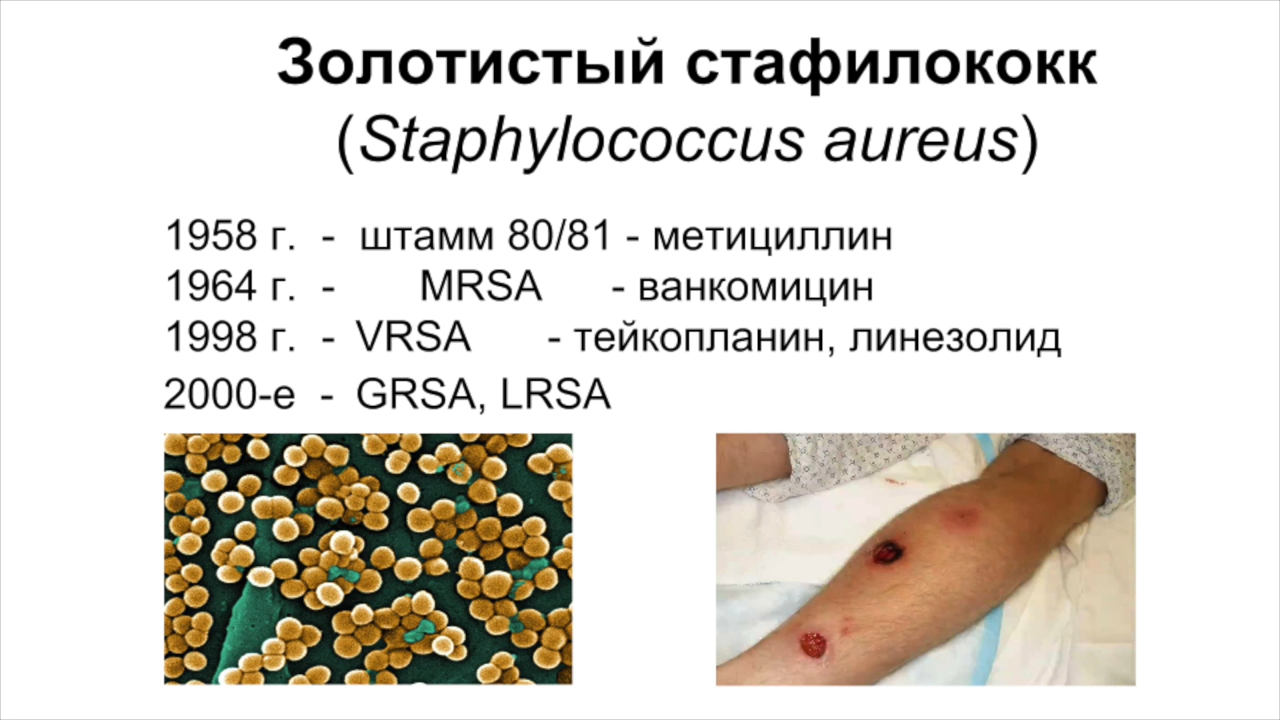 Золотистый стафилококк
(Staphylococcus aureus)
1958 г. - штамм 80/81 - метициллин
1964 г. - MRSA - ванкомицин
1998 г. - VRSA - тейкопланин, линезолид
2000-е - GRSA, LRSA